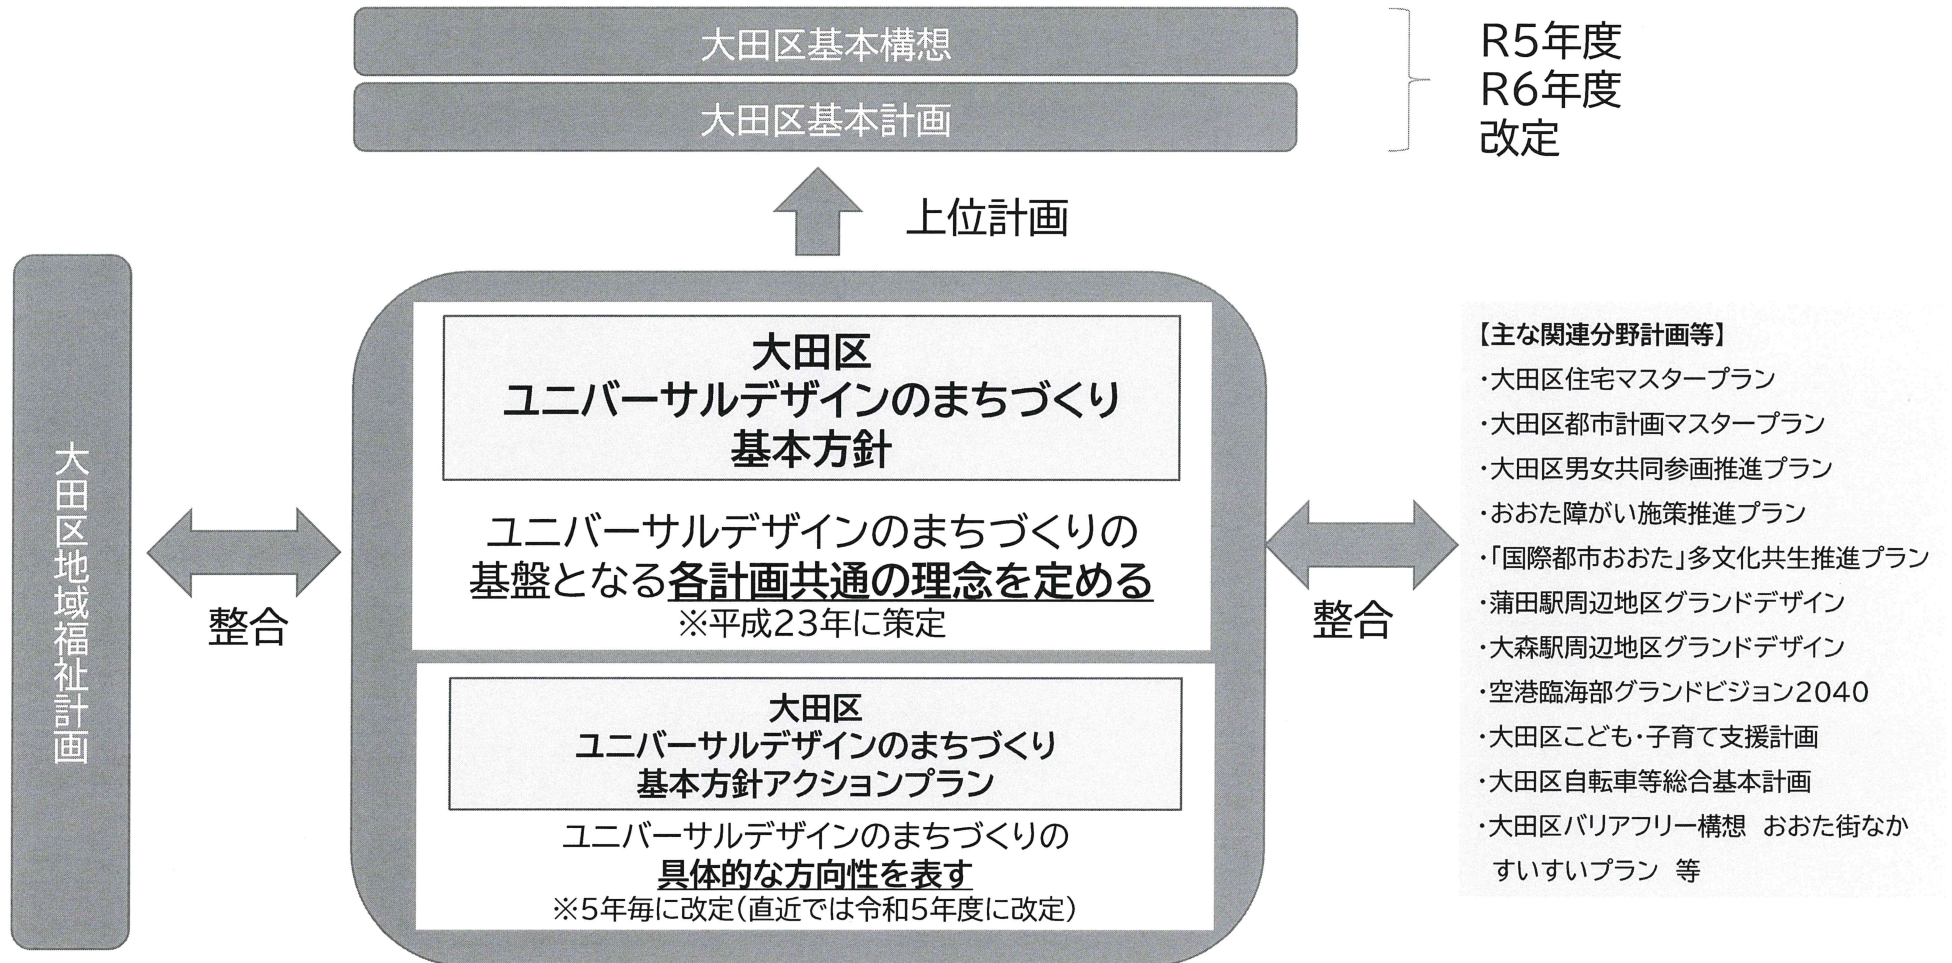 大田区基本構想
大田区基本計画
R5年度
R6年度
改定
上位計画
大田区地域福祉計画
整合
大田区
ユニバーサルデザインのまちづくり
基本方針
ユニバーサルデザインのまちづくりの
基盤となる各計画共通の理念を定める
※平成23年に策定
大田区
ユニバーサルデザインのまちづくり
基本方針アクションプラン
ユニバーサルデザインのまちづくりの
具体的な方向性を表す
※5年毎に改定(直近では令和5年度に改定)
整合
【主な関連分野計画等】
・大田区住宅マスタープラン
・大田区都市計画マスタープラン
・大田区男女共同参画推進プラン
・おおた障がい施策推進プラン
・「国際都市おおた」多文化共生推進プラン
・蒲田駅周辺地区グランドデザイン
・大森駅周辺地区グランドデザイン
・空港臨海部グランドビジョン2040
・大田区こども・子育て支援計画
・大田区自転車等総合基本計画
・大田区バリアフリー構想　おおた街なか
すいすいプラン　等